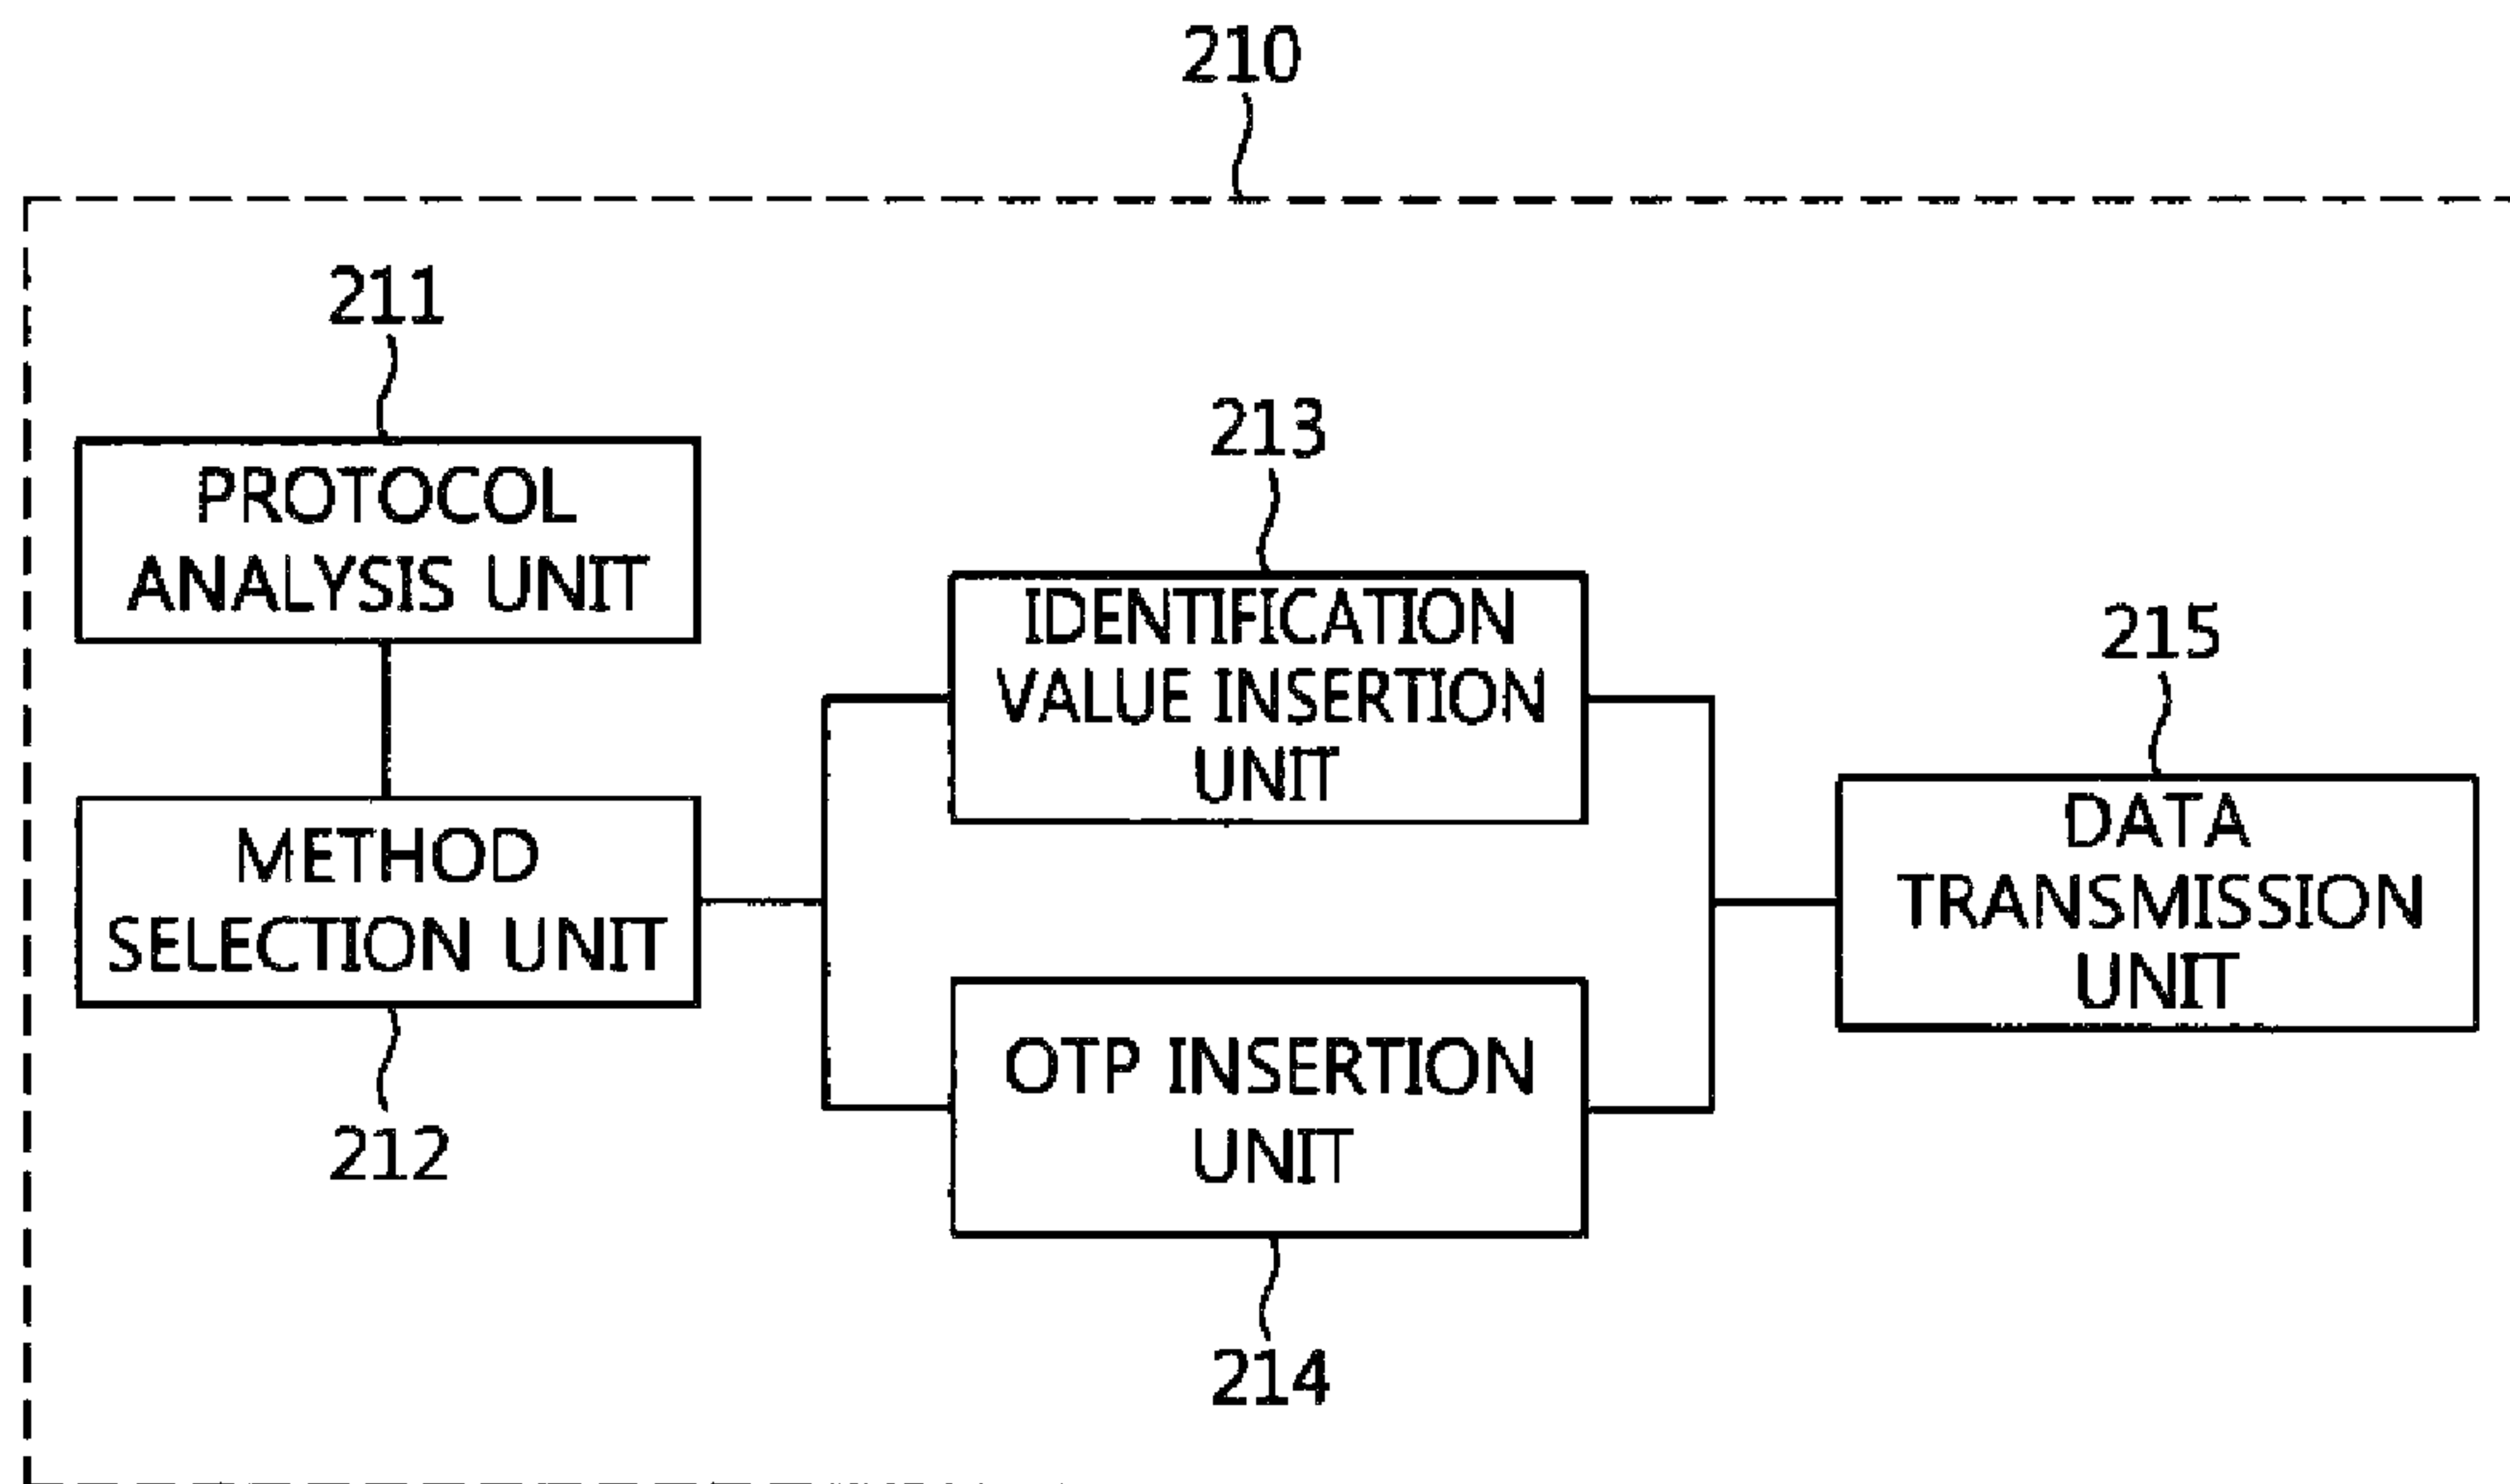 210
211
PROTOCOL
ANALYSIS UNIT
METHOD
SELECTION UNIT
212
213
IDENTIFICATION
VALUE INSERTION
UNIT
OTP INSERTION
UNIT
214
215
DATA
TRANSMISSION
UNIT